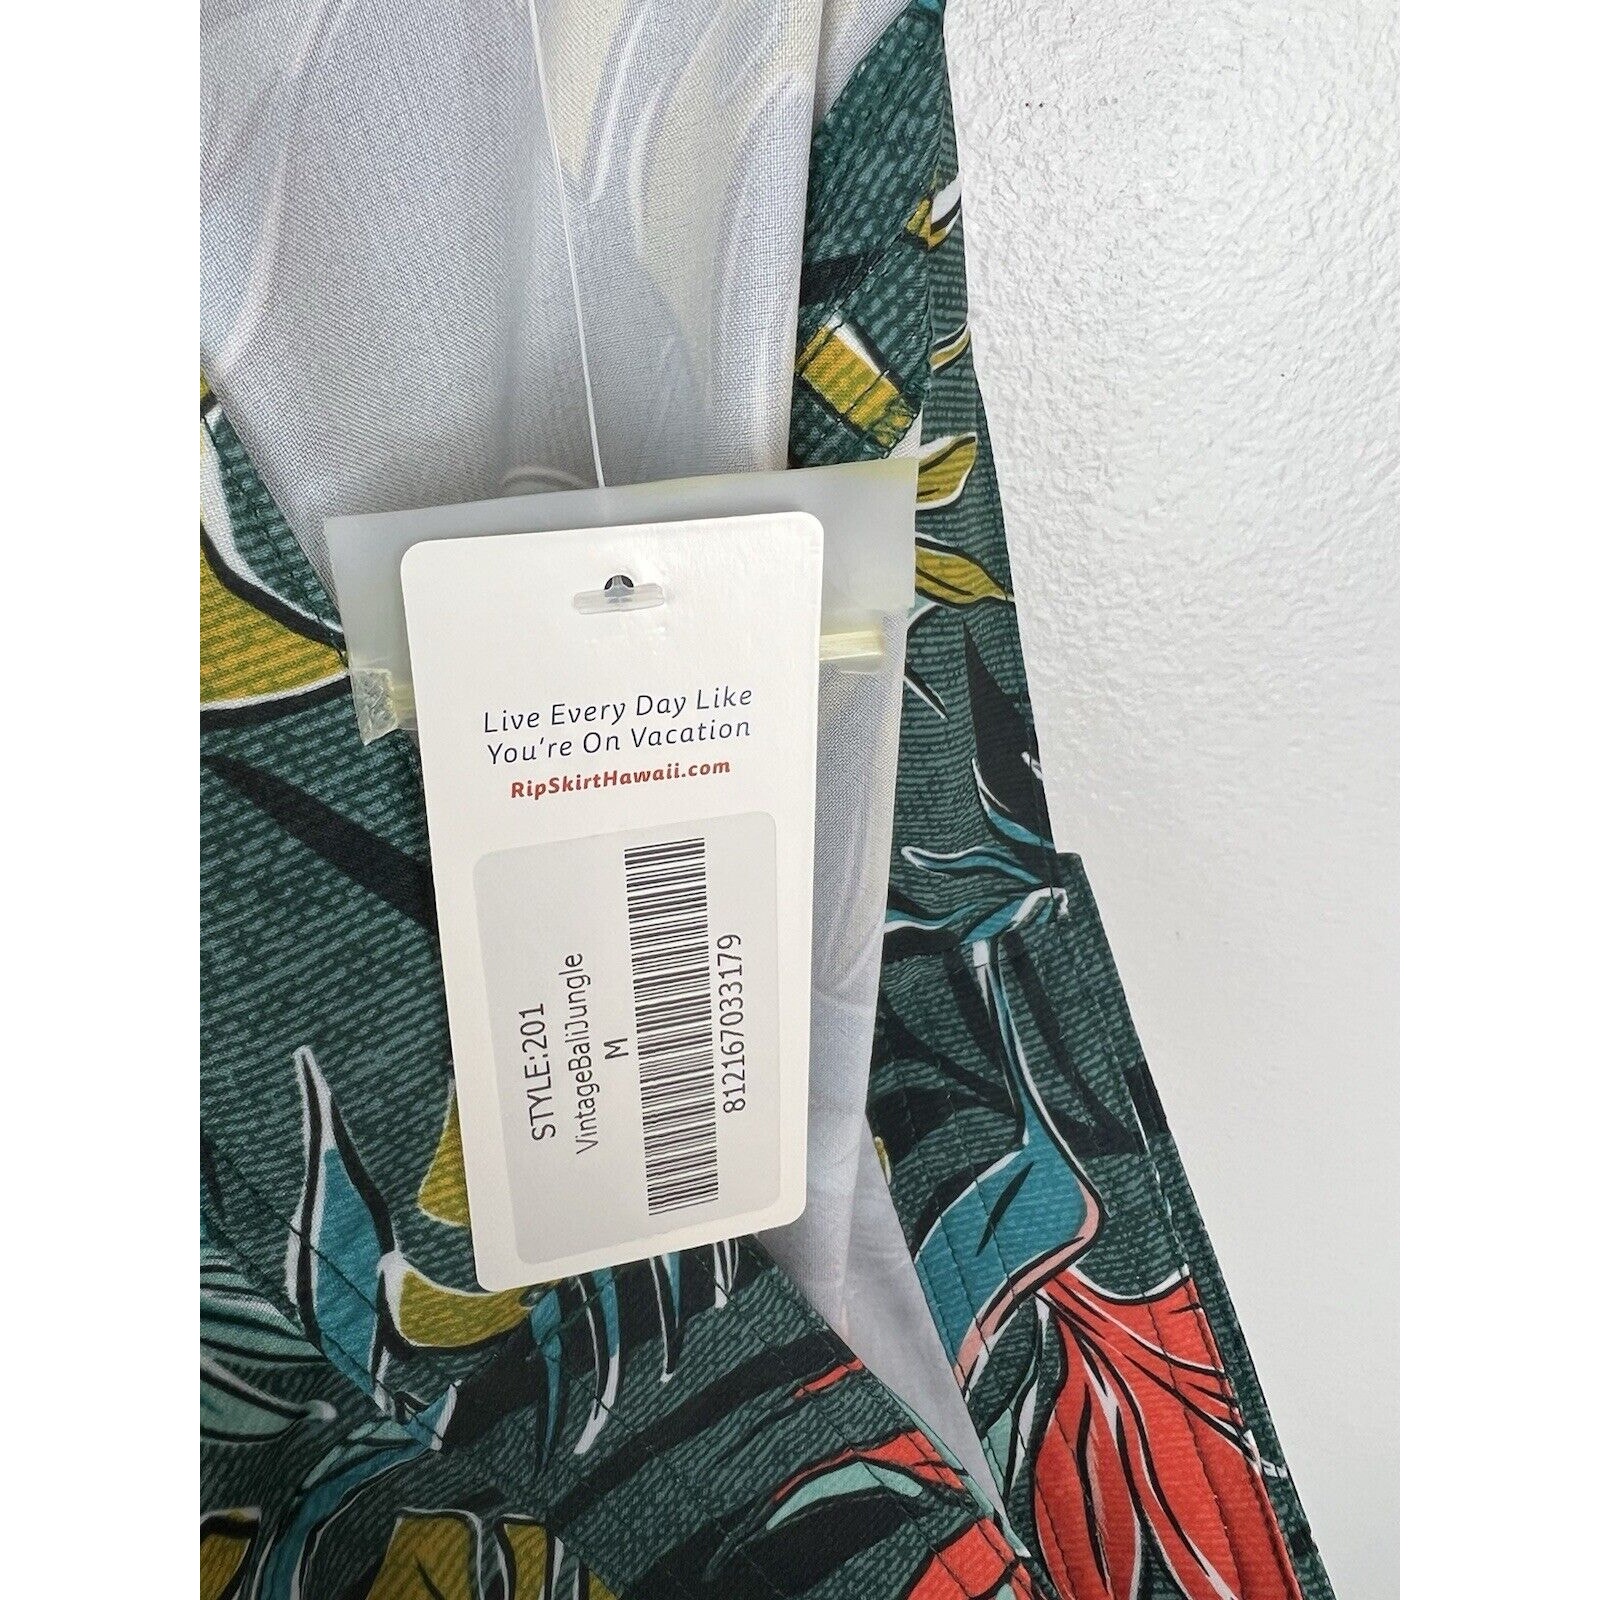 Live Every Day Like
You're On Vacation
RipSkirtHawaii.com
STYLE:201
VintageBaliJungle
M
812167033179